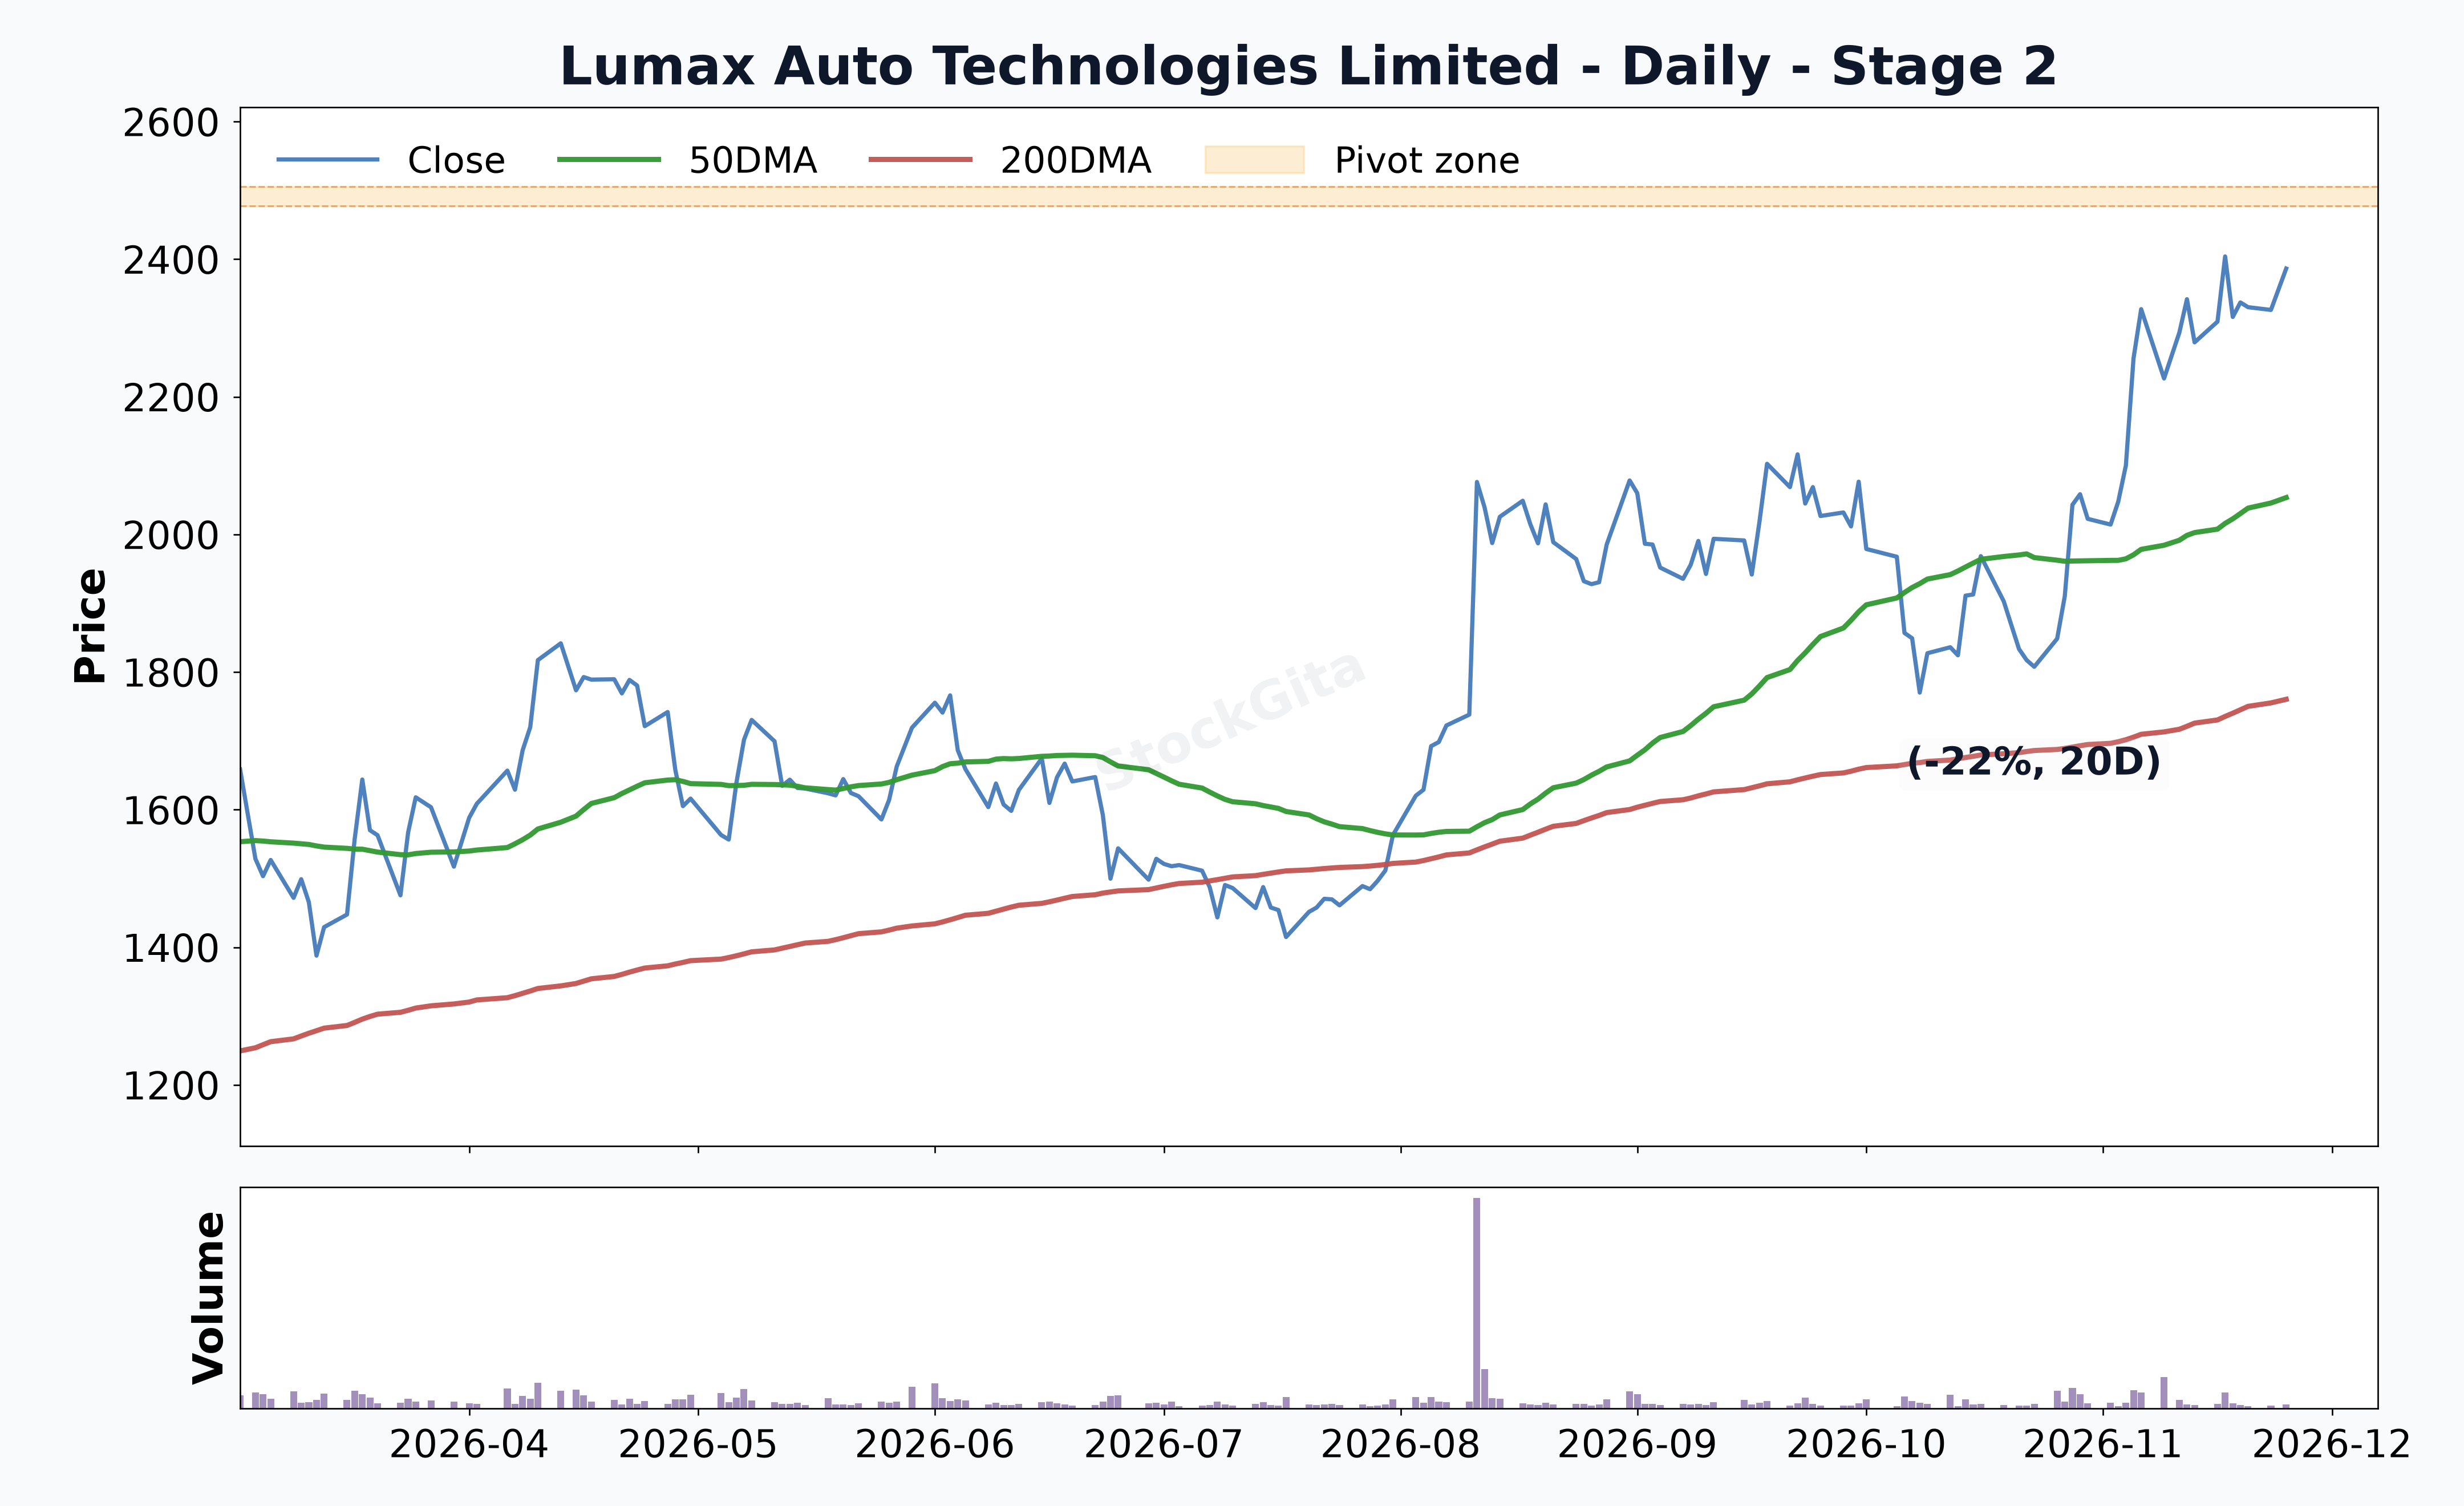 Lumax Auto Technologies Limited - Daily - Stage 2
Close 50DMA 200DMA Pivot zone
2600
2400
2200
2000
1800
1600
1400
1200
Price
StockGita
(-22%, 20D)
Volume
2026-04 2026-05 2026-06 2026-07 2026-08 2026-09 2026-10 2026-11 2026-12